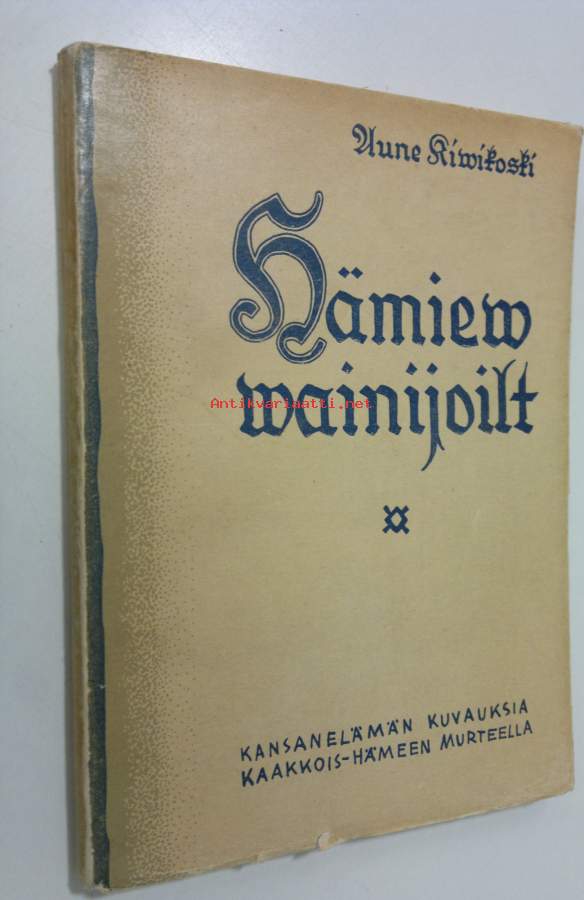 Aune Kiwikoski
Hämiew
wainijoilt
Antikvariaatti.net
KANSANELÄMÄN KUVAUKSIA
KAAKKOIS-HÄMEEN MURTEELLA